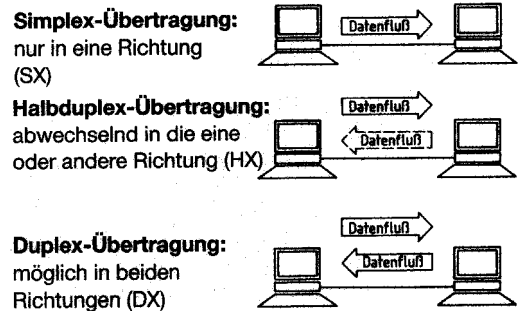 Simplex-Übertragung:
nur in eine Richtung
(SX)
Datenfluß
Halbduplex-Übertragung:
abwechselnd in die eine
oder andere Richtung (HX)
Datenfluß
Datenfluß
Duplex-Übertragung:
möglich in beiden
Richtungen (DX)
Datenfluß
Datenfluß